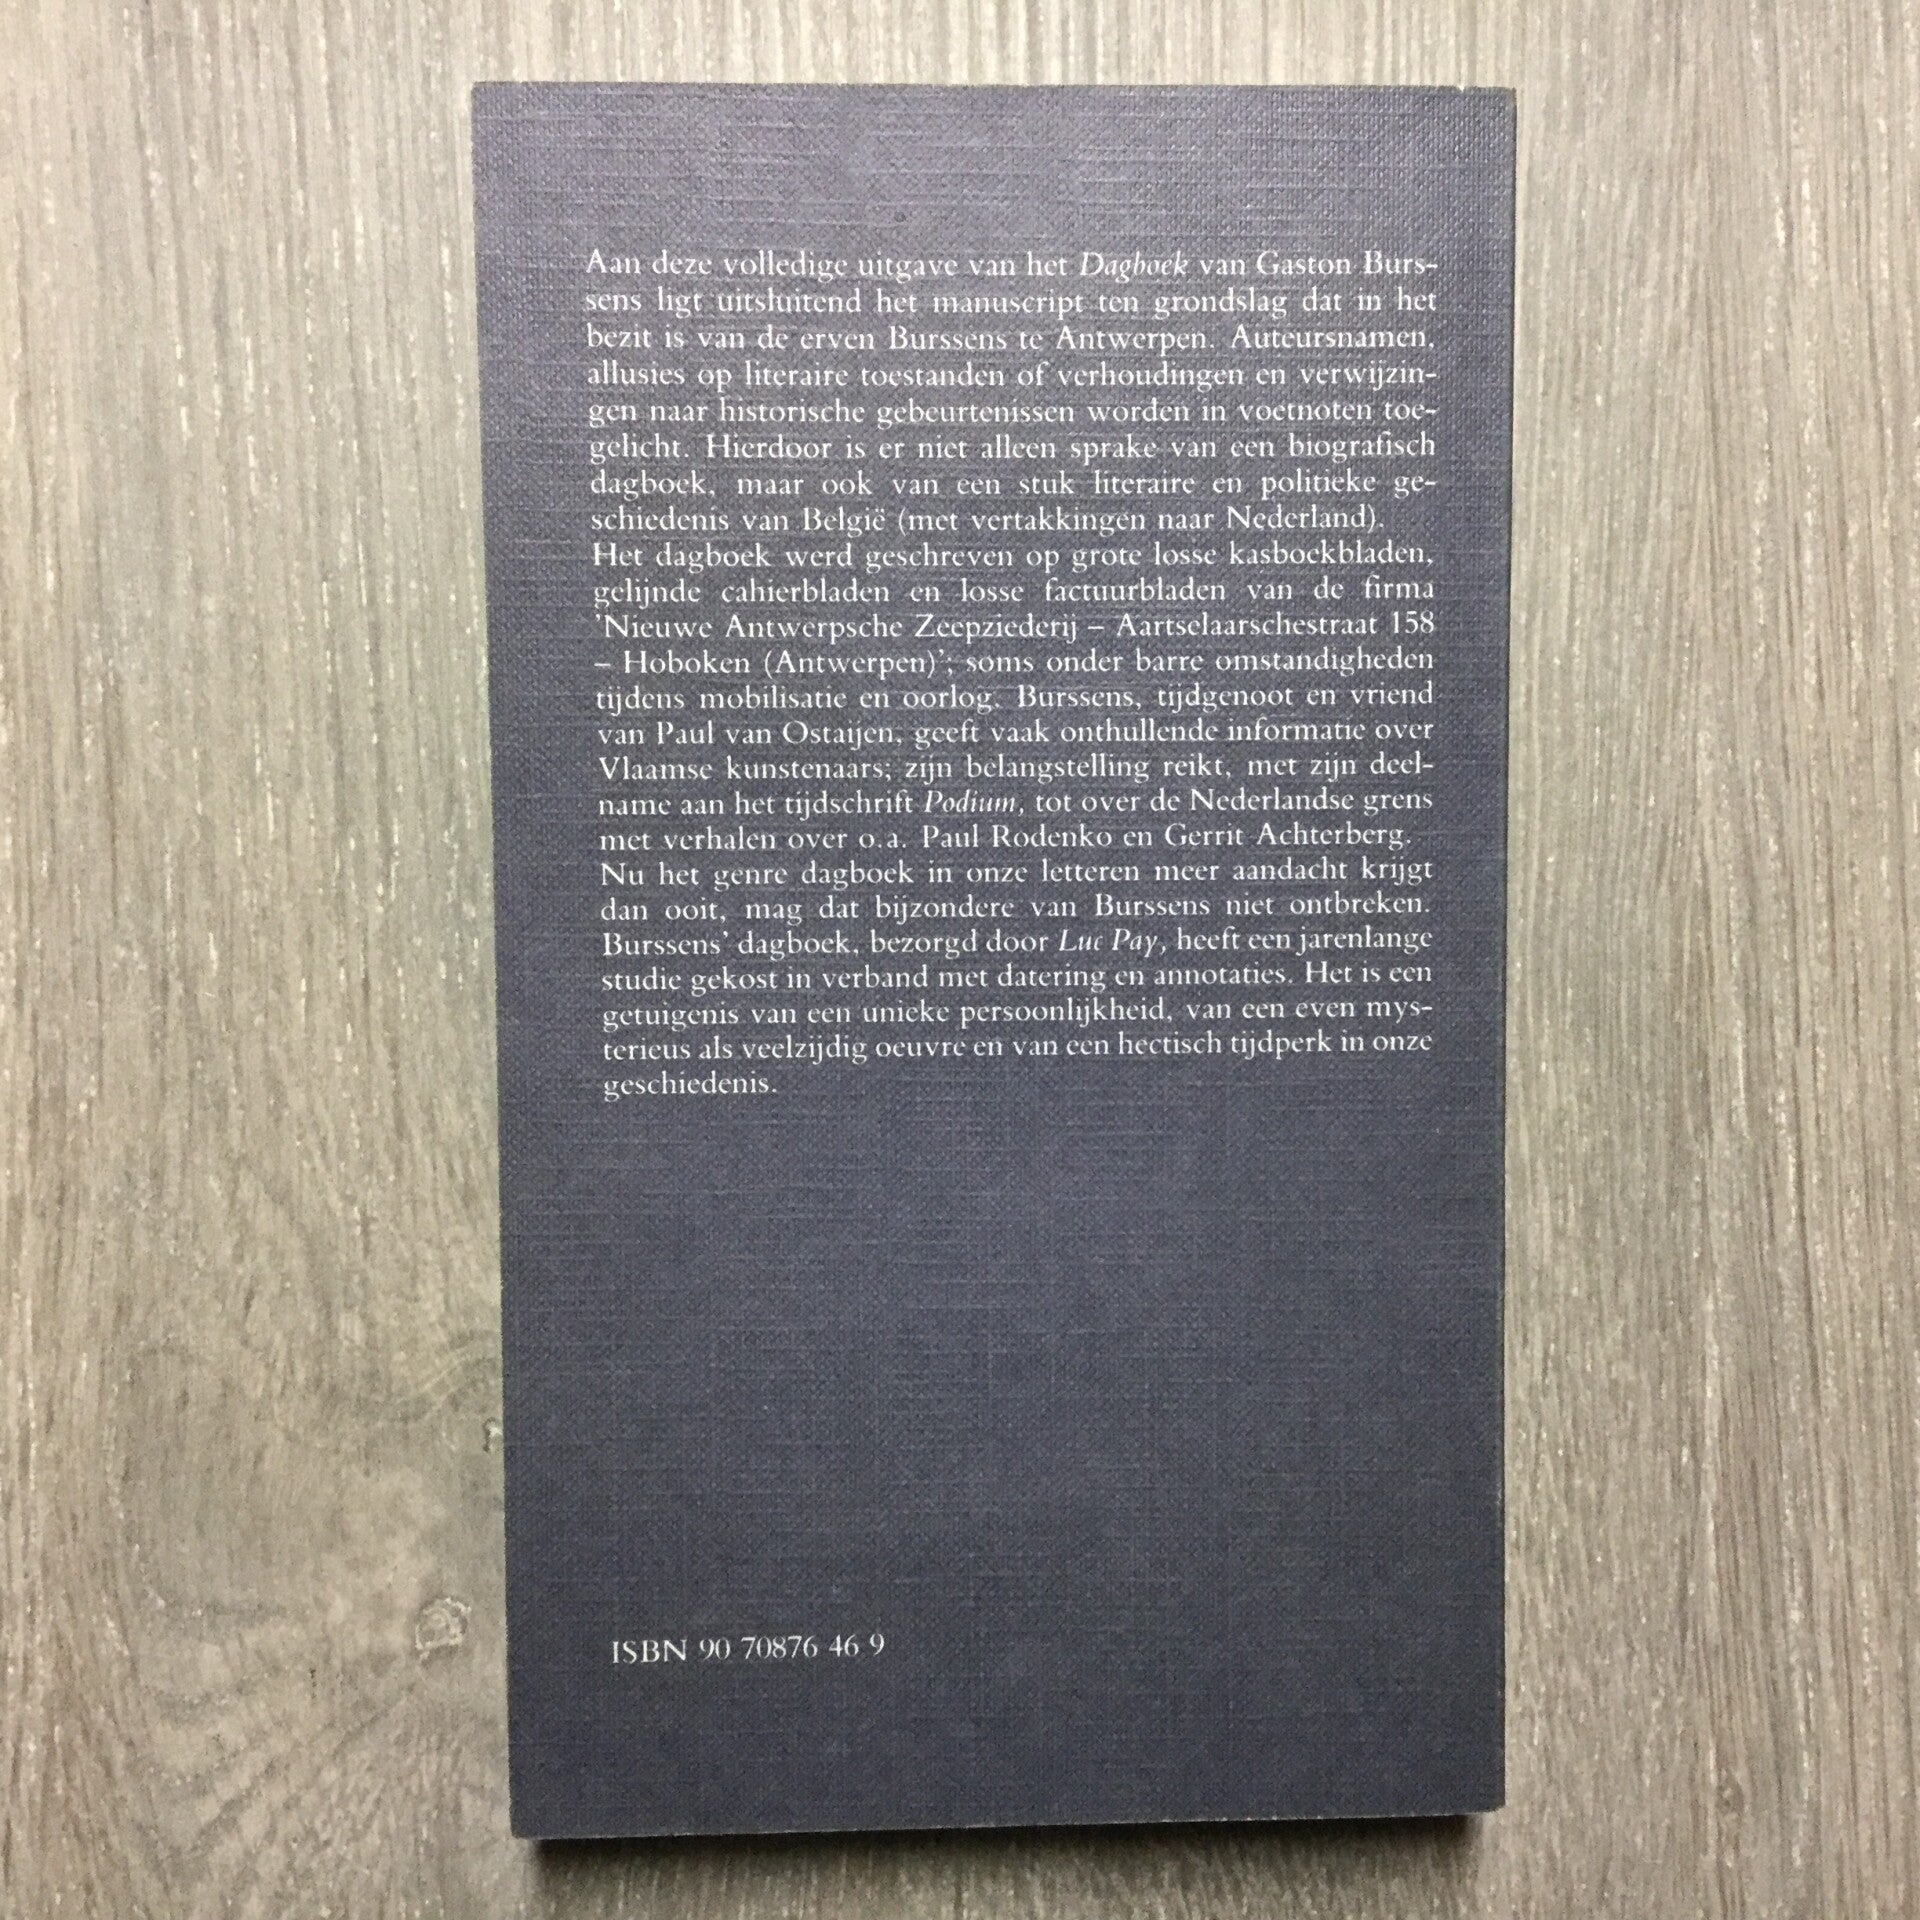 Aan deze volledige uitgave van het Dagboek van Gaston Burs-
sens ligt uitsluitend het manuscript ten grondslag dat in het
bezit is van de erven Burssens te Antwerpen. Auteursnamen,
allusies op literaire toestanden of verhoudingen en verwijzin-
gen naar historische gebeurtenissen worden in voetnoten toe-
gelicht. Hierdoor is er niet alleen sprake van een biografisch
dagboek, maar ook van een stuk literaire en politieke ge-
schiedenis van België (met vertakkingen naar Nederland).
Het dagboek werd geschreven op grote losse kasboekbladen,
gelijnde cahierbladen en losse factuurbladen van de firma
'Nieuwe Antwerpsche Zeepziederij – Aartselaarschestraat 158
– Hoboken (Antwerpen)'; soms onder barre omstandigheden
tijdens mobilisatie en oorlog. Burssens, tijdgenoot en vriend
van Paul van Ostaijen, geeft vaak onthullende informatie over
Vlaamse kunstenaars; zijn belangstelling reikt, met zijn deel-
name aan het tijdschrift Podium, tot over de Nederlandse grens
met verhalen over o.a. Paul Rodenko en Gerrit Achterberg.
Nu het genre dagboek in onze letteren meer aandacht krijgt
dan ooit, mag dat bijzondere van Burssens niet ontbreken.
Burssens' dagboek, bezorgd door Luc Pay, heeft een jarenlange
studie gekost in verband met datering en annotaties. Het is een
getuigenis van een unieke persoonlijkheid, van een even mys-
terieus als veelzijdig oeuvre en van een hectisch tijdperk in onze
geschiedenis.
ISBN 90 70876 46 9